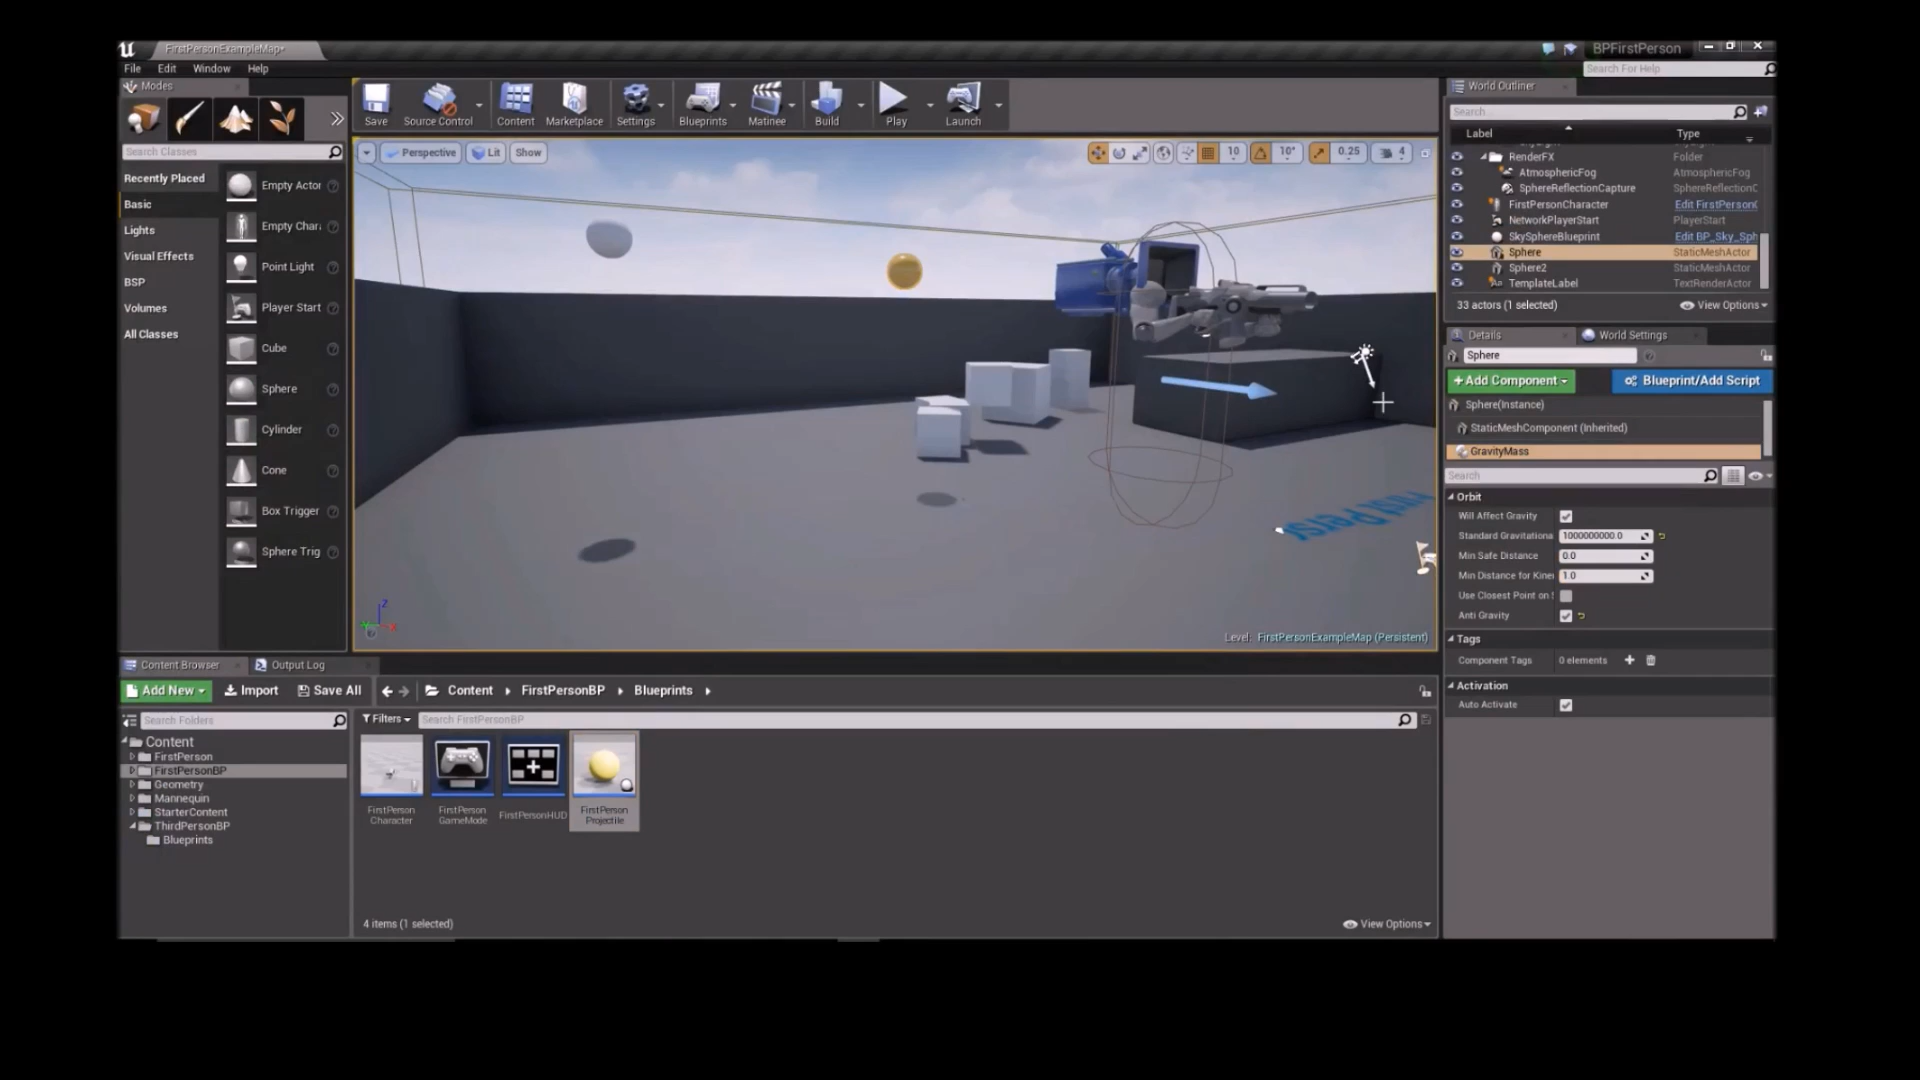 FirstPersonExampleMap*
BPFirstPerson
File Edit Window Help
Search For Help
Modes
Search Classes
Recently Placed
Basic
Lights
Visual Effects
BSP
Volumes
All Classes
Empty Actor
Empty Char
Point Light
Player Start
Cube
Sphere
Cylinder
Cone
Box Trigger
Sphere Trig
Save
Source Control
Content
Marketplace
Settings
Blueprints
Matinee
Build
Play
Launch
Perspective
Lit
Show
10
10°
0.25
4
First Pers
Level: FirstPersonExampleMap (Persistent)
World Outliner
Search
Label Type
RenderFX Folder
AtmosphericFog AtmosphericFog
SphereReflectionCapture SphereReflectionC
FirstPersonCharacter Edit FirstPersonC
NetworkPlayerStart PlayerStart
SkySphereBlueprint Edit BP_Sky_Sph
Sphere StaticMeshActor
Sphere2 StaticMeshActor
TemplateLabel TextRenderActor
33 actors (1 selected)
View Options
Details
World Settings
Sphere
+Add Component
Blueprint/Add Script
Sphere(Instance)
StaticMeshComponent (Inherited)
GravityMass
Search
Orbit
Will Affect Gravity
Standard Gravitationa 1000000000.0
Min Safe Distance 0.0
Min Distance for Kine 1.0
Use Closest Point on
Anti Gravity
Tags
Component Tags 0 elements
Activation
Auto Activate
Content Browser
Output Log
Add New
Import
Save All
Content
FirstPersonBP
Blueprints
Search Folders
Filters
Search FirstPersonBP
Content
FirstPerson
FirstPersonBP
Geometry
Mannequin
StarterContent
ThirdPersonBP
Blueprints
FirstPerson
Character
FirstPerson
GameMode
FirstPersonHUD
FirstPerson
Projectile
4 items (1 selected)
View Options